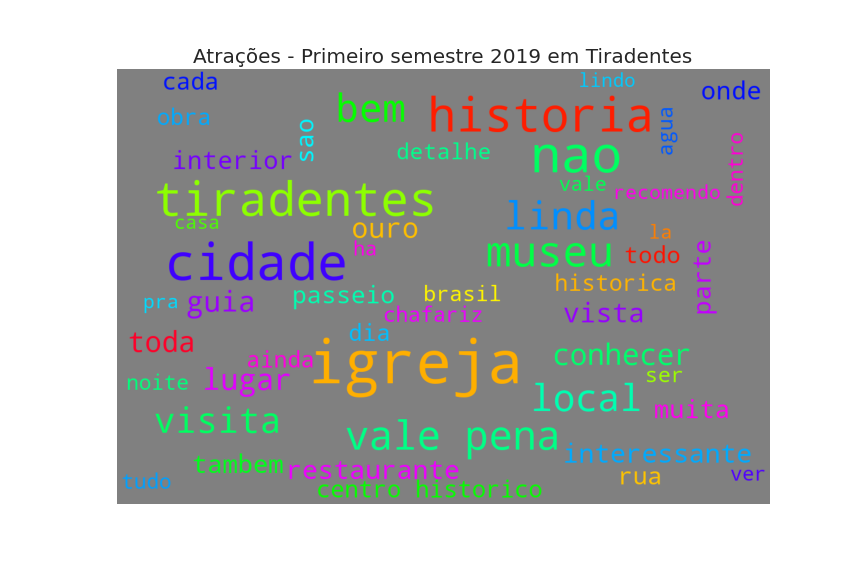 Atrações - Primeiro semestre 2019 em Tiradentes
cada
lindo
onde
obra
bem
historia
agua
sao
interior
detalhe
nao
dentro
tiradentes
vale
recomendo
casa
ouro
linda
la
cidade
ha
museu
todo
parte
pra
guia
passeio
brasil
historica
chafariz
vista
toda
dia
ainda
igreja
conhecer
noite
lugar
ser
visita
local
muita
vale pena
tambem
restaurante
interessante
tudo
centro historico
rua
ver